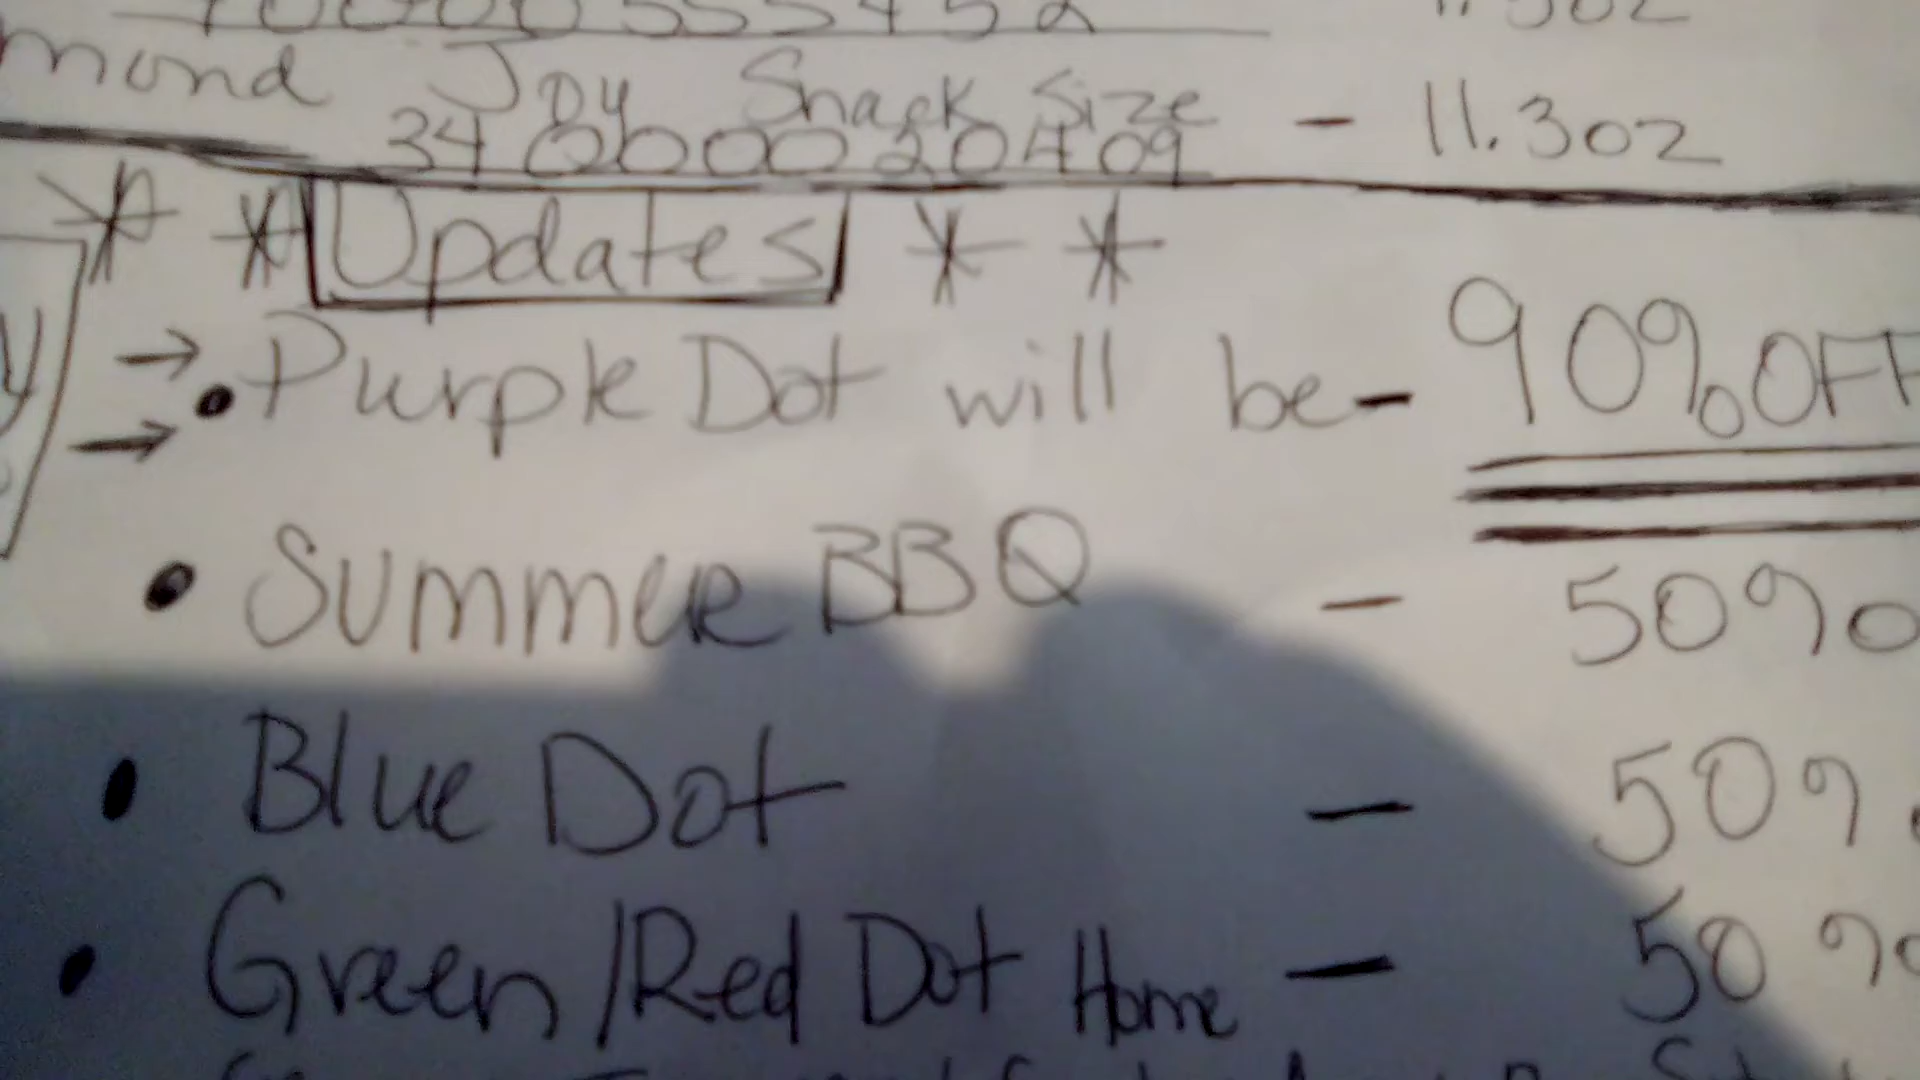 mond Joy Snack Size - 11.3oz
34000020409
* * Updates * *
→ • Purple Dot will be - 90% OFF
→
• Summer BBQ - 50%
• Blue Dot - 50%
• Green/Red Dot Home - 50%